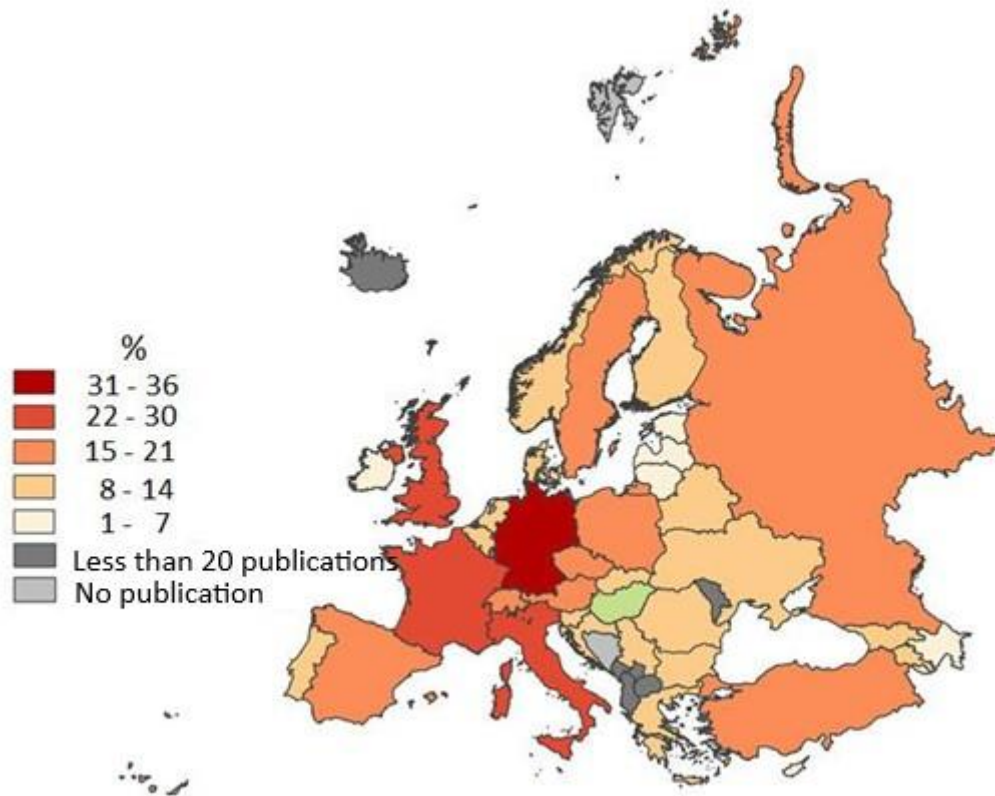 %
31 - 36
22 - 30
15 - 21
8 - 14
1 - 7
Less than 20 publications
No publication